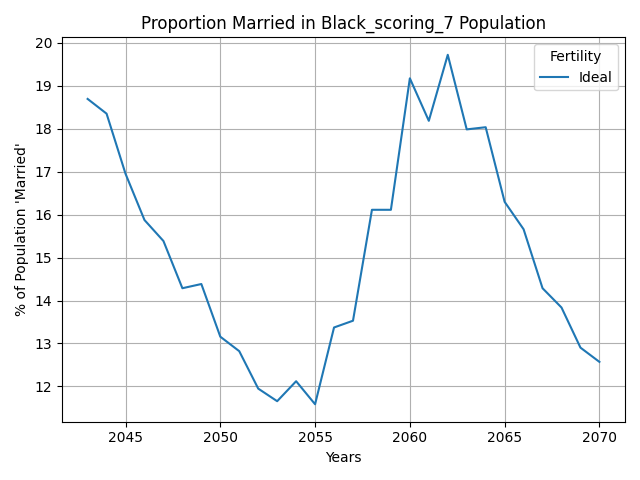 Proportion Married in Black_scoring_7 Population
Fertility
Ideal
% of Population 'Married'
20
19
18
17
16
15
14
13
12
2045 2050 2055 2060 2065 2070
Years